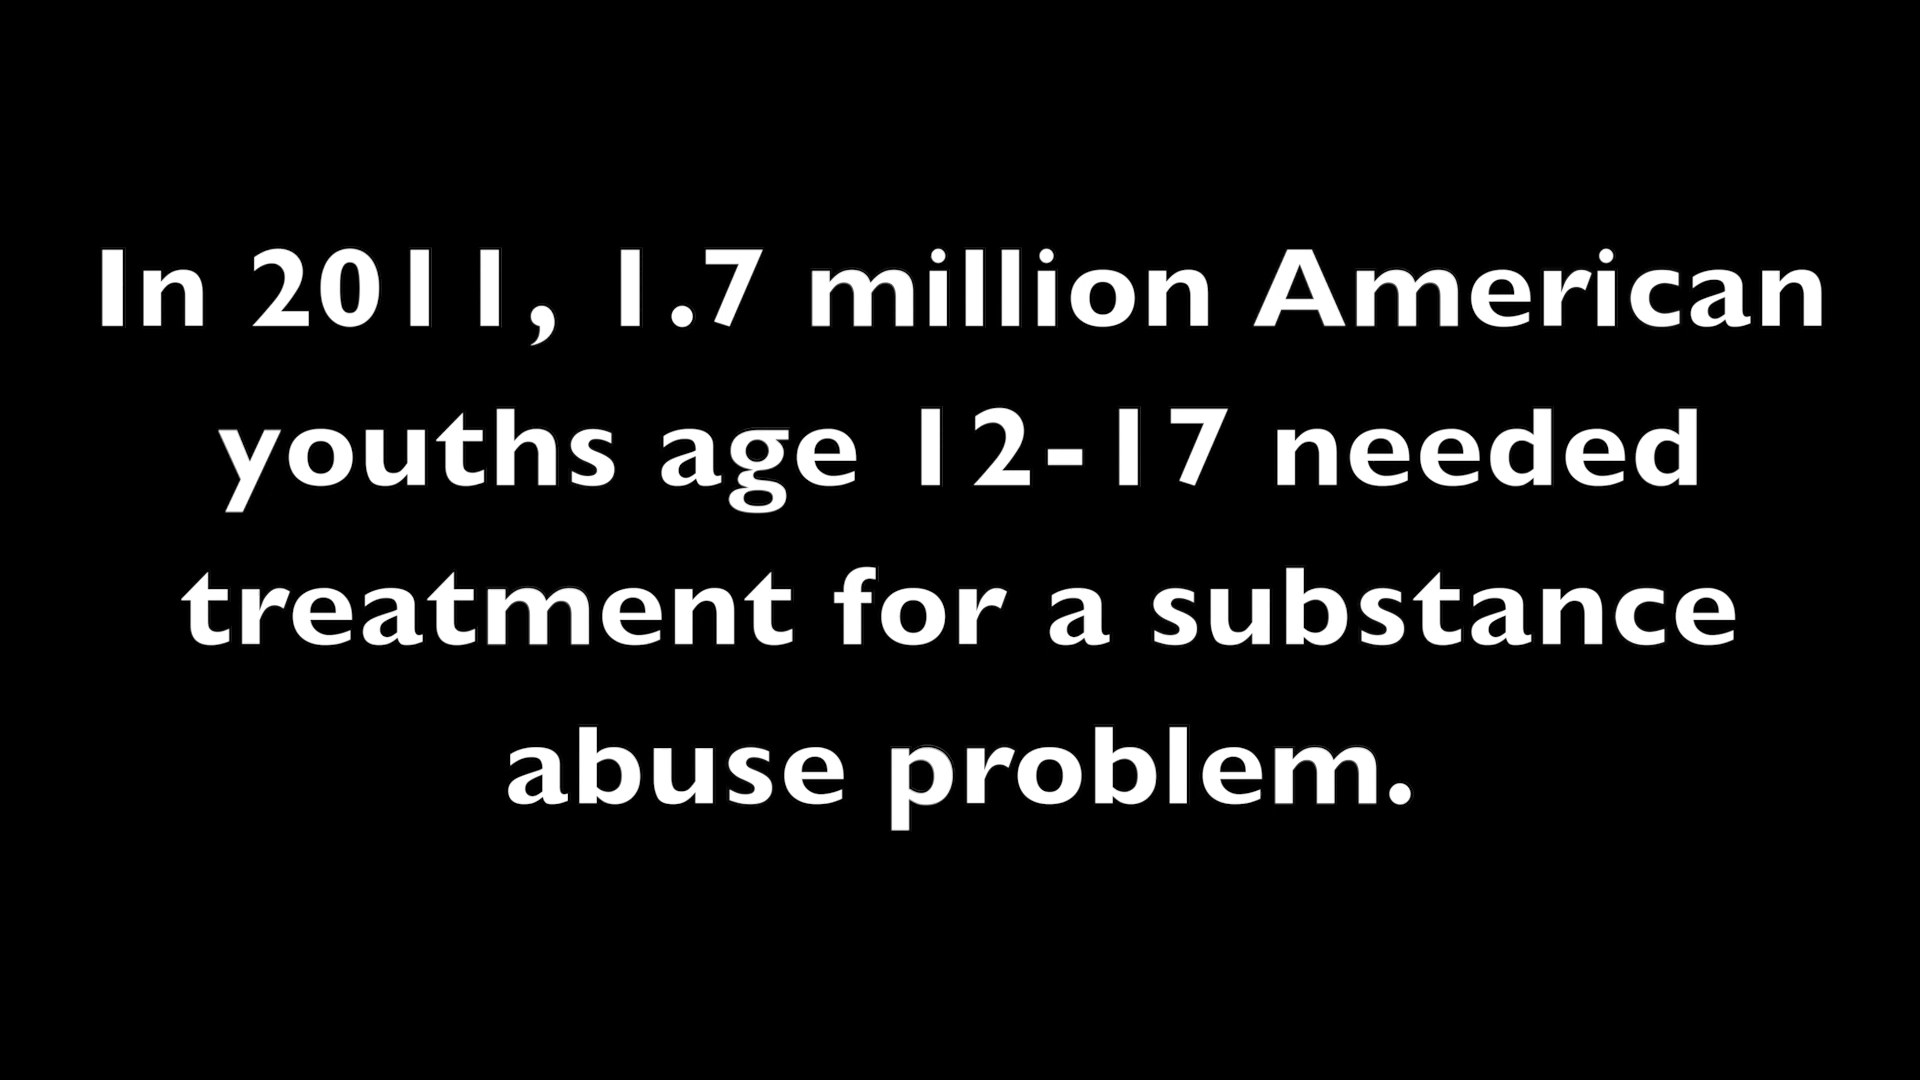 In 2011, 1.7 million American
youths age 12-17 needed
treatment for a substance
abuse problem.